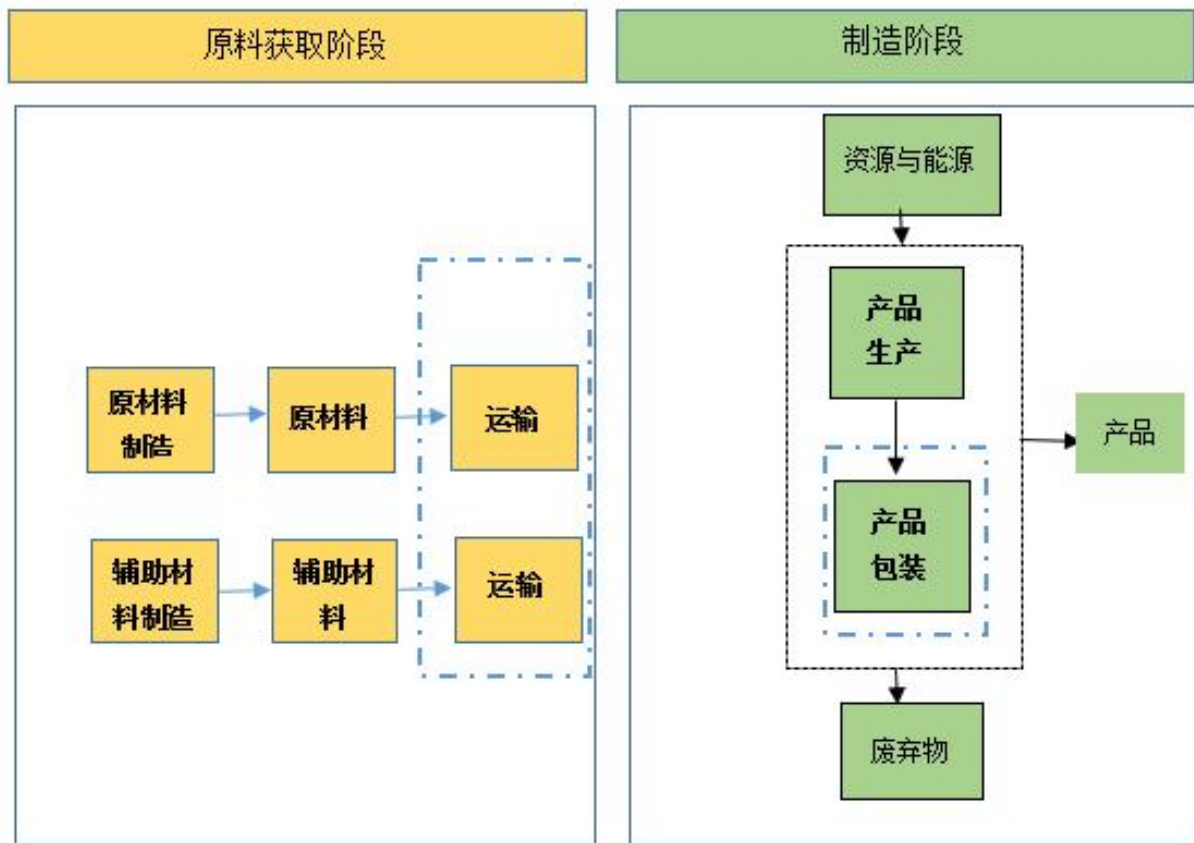 原料获取阶段
制造阶段
资源与能源
产品
生产
原材料
制造
原材料
运输
产品
产品
包装
辅助材
料制造
辅助材
料
运输
废弃物